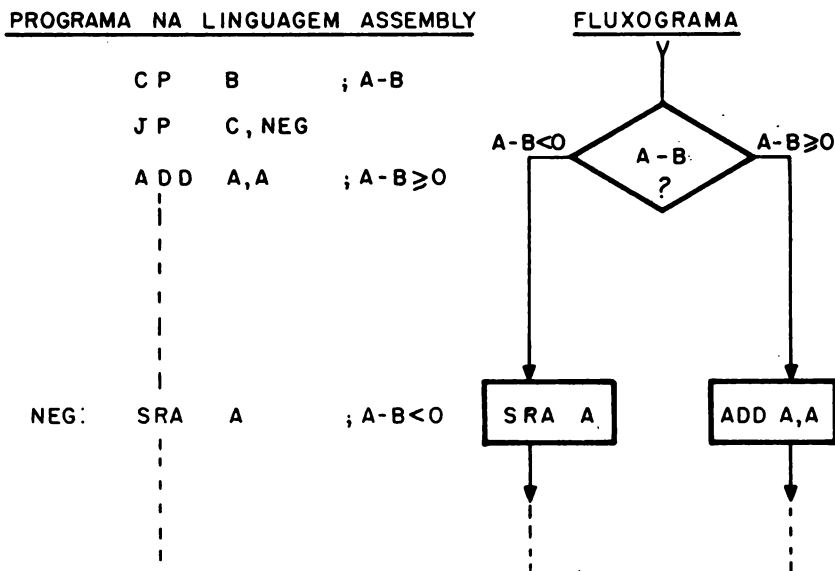 PROGRAMA NA LINGUAGEM ASSEMBLY
CP B ; A-B
JP C, NEG
ADD A,A ; A-B≥0
NEG: SRA A ; A-B<0
FLUXOGRAMA
A-B<0
A-B≥0
A-B
?
SRA A
ADD A,A